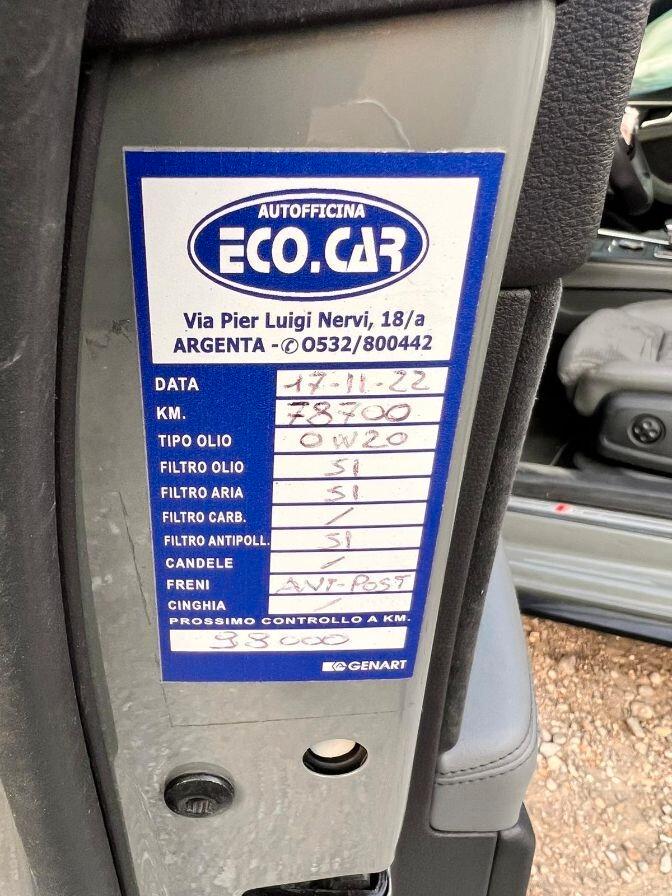 AUTOFFICINA
ECO.CAR
Via Pier Luigi Nervi, 18/a
ARGENTA - ✆ 0532/800442
DATA 17-11-22
KM. 78700
TIPO OLIO 0W20
FILTRO OLIO SI
FILTRO ARIA SI
FILTRO CARB. /
FILTRO ANTIPOLL. SI
CANDELE /
FRENI ANT-POST
CINGHIA /
PROSSIMO CONTROLLO A KM.
98000
GENART